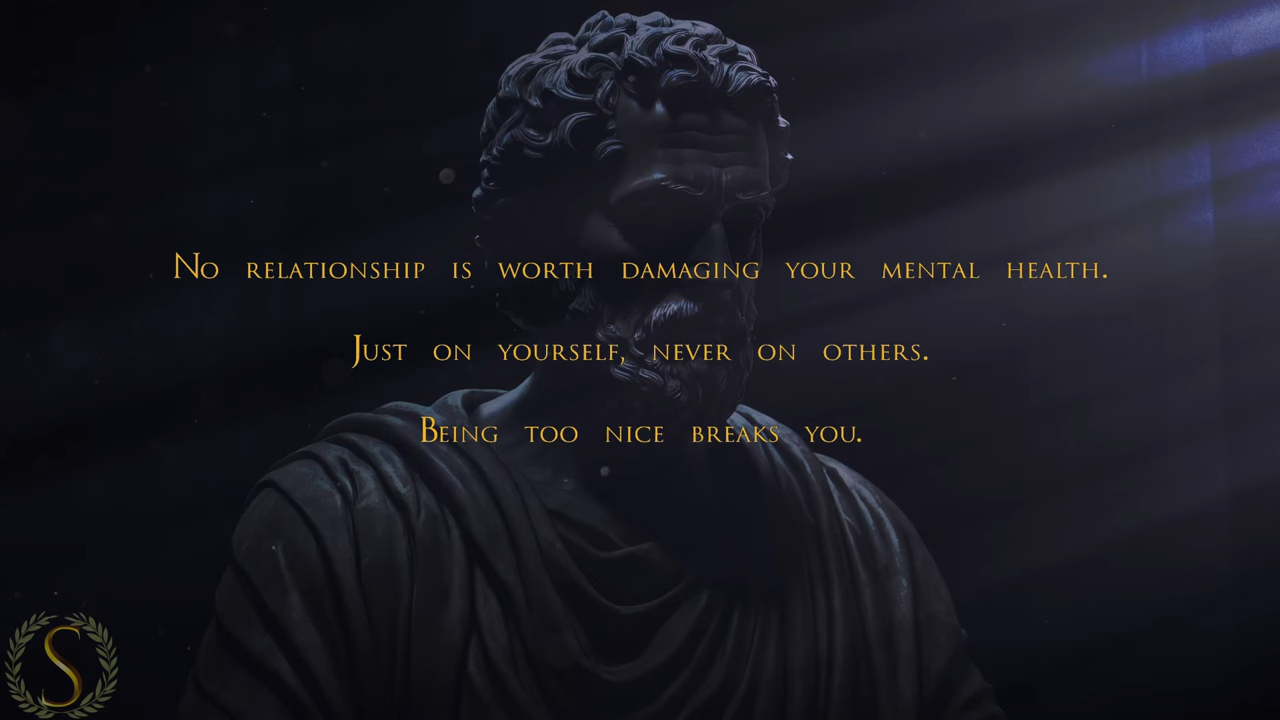 No relationship is worth damaging your mental health.
Just on yourself, never on others.
Being too nice breaks you.
S